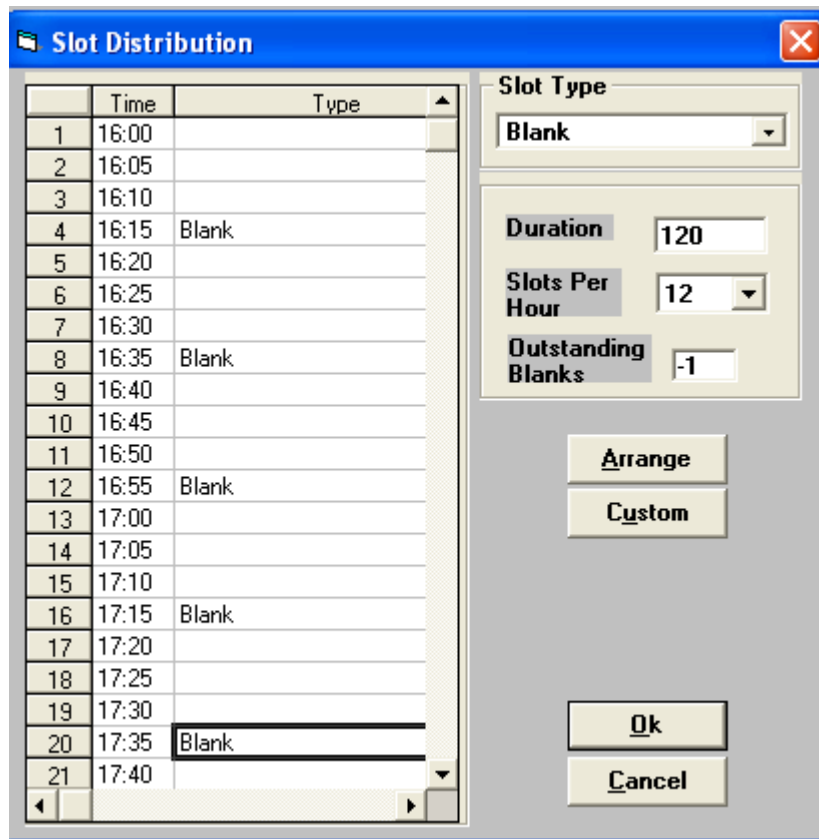 Slot Distribution
Time Type
1 16:00
2 16:05
3 16:10
4 16:15 Blank
5 16:20
6 16:25
7 16:30
8 16:35 Blank
9 16:40
10 16:45
11 16:50
12 16:55 Blank
13 17:00
14 17:05
15 17:10
16 17:15 Blank
17 17:20
18 17:25
19 17:30
20 17:35 Blank
21 17:40
Slot Type
Blank
Duration 120
Slots Per
Hour
12
Outstanding
Blanks
-1
Arrange
Custom
Ok
Cancel